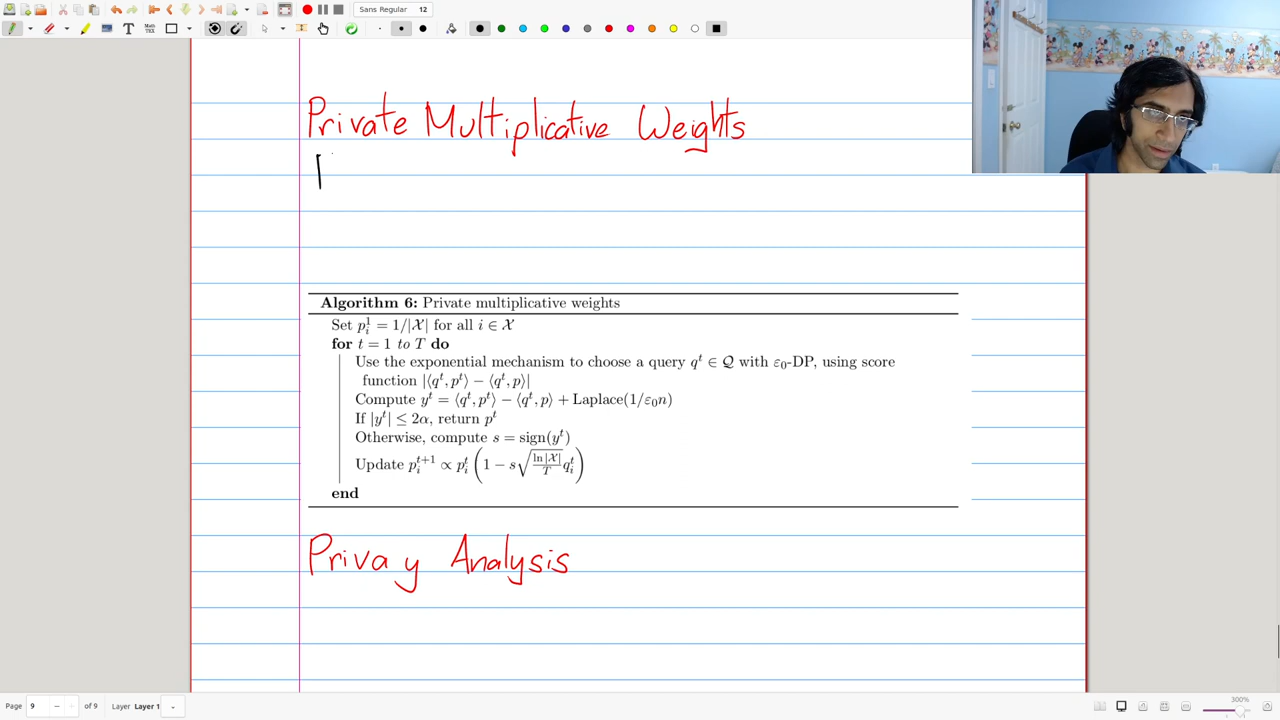 Sans Regular 12
Private Multiplicative Weights
Algorithm 6: Private multiplicative weights
Set p_i^1 = 1/|𝒳| for all i ∈ 𝒳
for t = 1 to T do
Use the exponential mechanism to choose a query q^t ∈ 𝒬 with ε_0-DP, using score
function |⟨q^t, p^t⟩ − ⟨q^t, p⟩|
Compute y^t = ⟨q^t, p^t⟩ − ⟨q^t, p⟩ + Laplace(1/ε_0n)
If |y^t| ≤ 2α, return p^t
Otherwise, compute s = sign(y^t)
Update p_i^{t+1} ∝ p_i^t (1 − s√(ln|𝒳|/T) q_i^t)
end
Priva y Analysis
Page 9 of 9 Layer Layer 1 300%